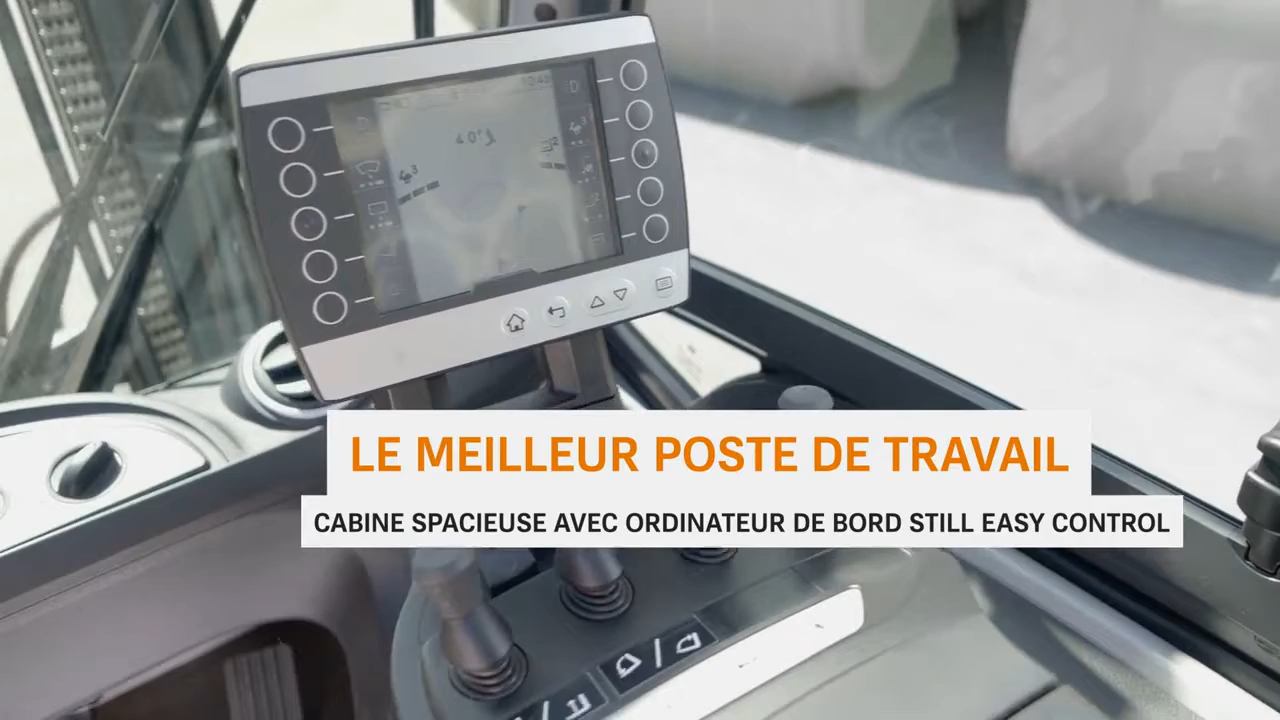 LE MEILLEUR POSTE DE TRAVAIL
CABINE SPACIEUSE AVEC ORDINATEUR DE BORD STILL EASY CONTROL